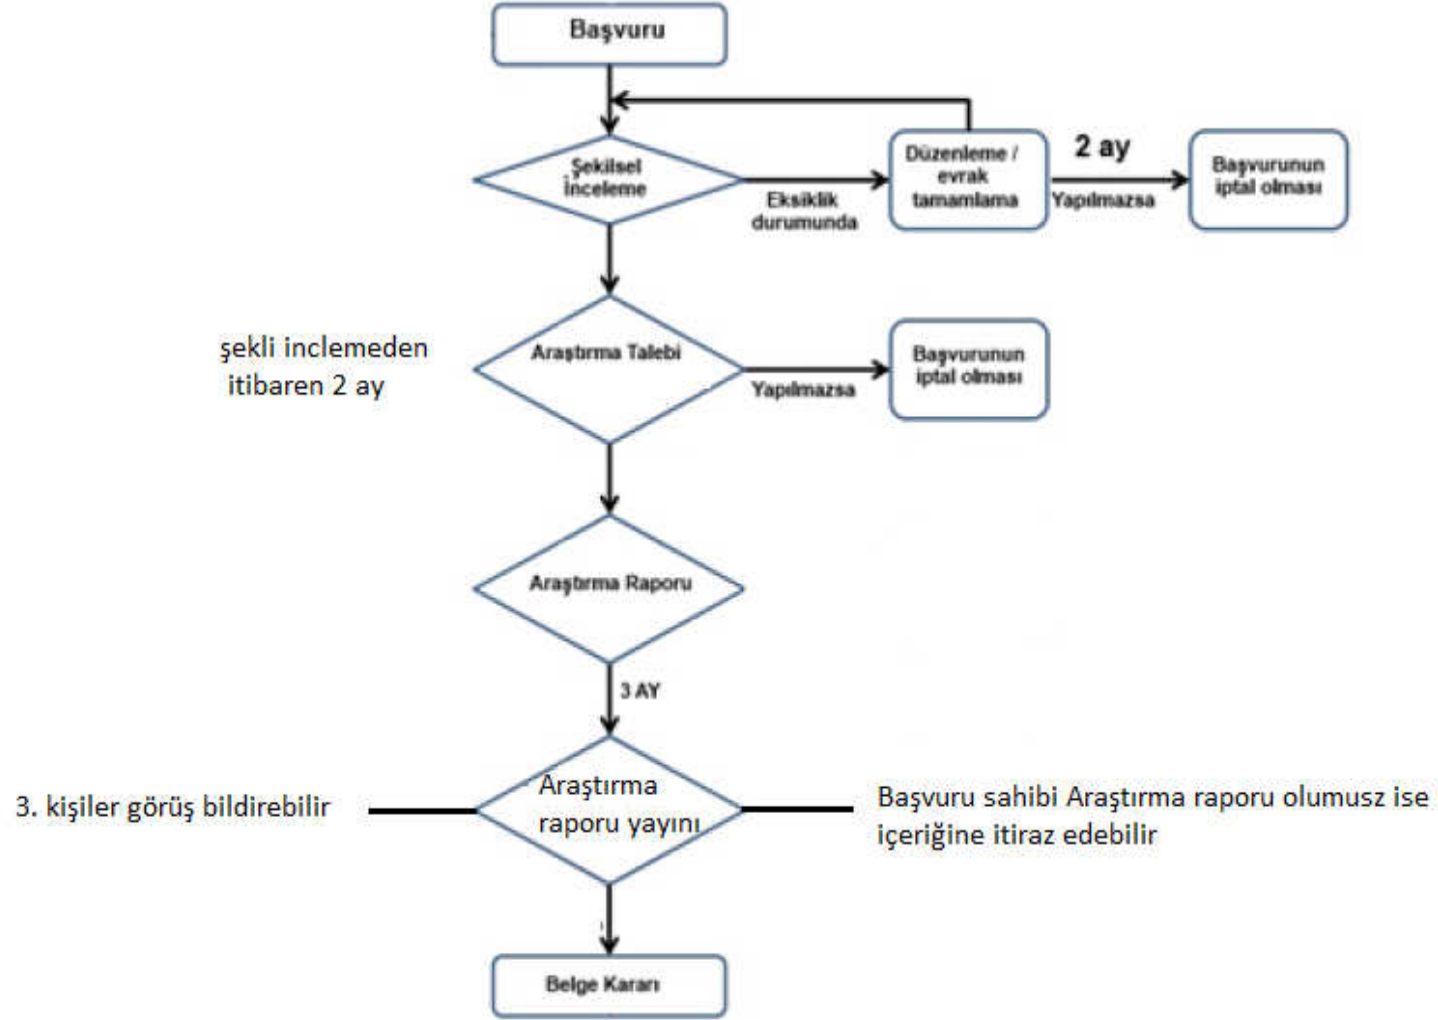 Başvuru
Şekilsel
İnceleme
Eksiklik
durumunda
Düzenleme /
evrak
tamamlama
2 ay
Yapılmazsa
Başvurunun
iptal olması
şekli inclemeden
itibaren 2 ay
Araştırma Talebi
Yapılmazsa
Başvurunun
iptal olması
Araştırma Raporu
3 AY
3. kişiler görüş bildirebilir
Araştırma
raporu yayını
Başvuru sahibi Araştırma raporu olumusz ise
içeriğine itiraz edebilir
Belge Kararı